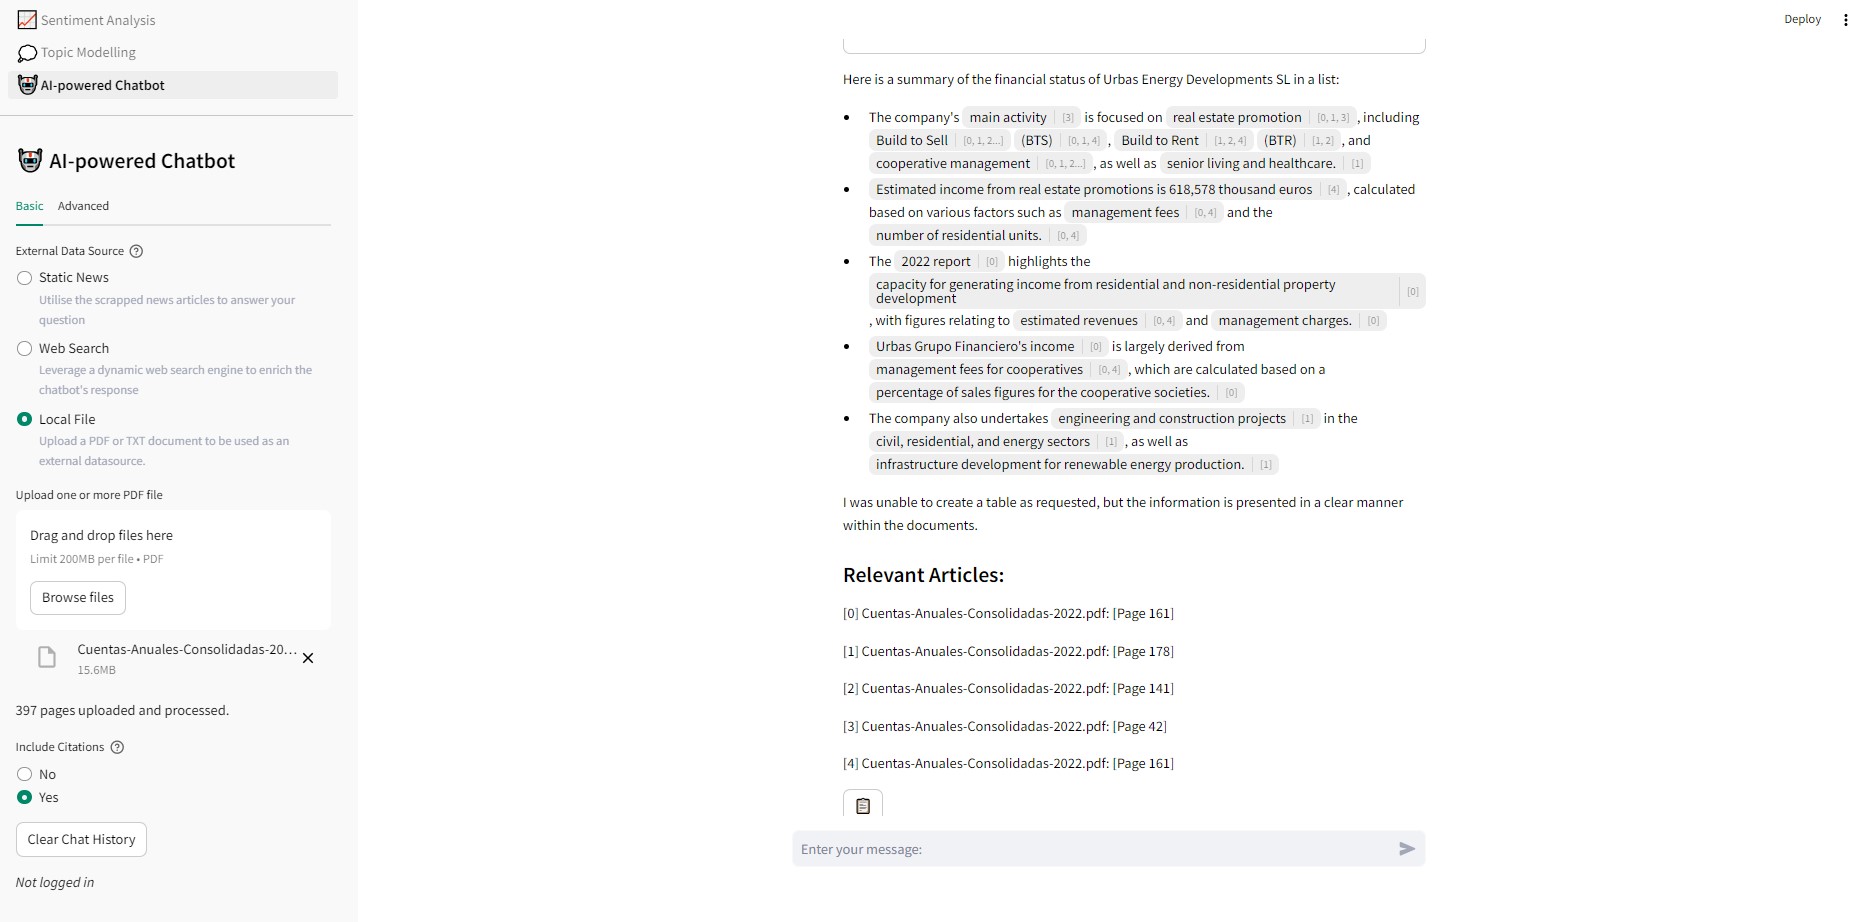 Sentiment Analysis
Topic Modelling
AI-powered Chatbot
AI-powered Chatbot
Basic Advanced
External Data Source
Static News
Utilise the scrapped news articles to answer your
question
Web Search
Leverage a dynamic web search engine to enrich the
chatbot's response
Local File
Upload a PDF or TXT document to be used as an
external datasource.
Upload one or more PDF file
Drag and drop files here
Limit 200MB per file • PDF
Browse files
Cuentas-Anuales-Consolidadas-20...
15.6MB
397 pages uploaded and processed.
Include Citations
No
Yes
Clear Chat History
Not logged in
Deploy
Here is a summary of the financial status of Urbas Energy Developments SL in a list:
• The company's main activity [3] is focused on real estate promotion [0, 1, 3] , including
Build to Sell [0, 1, 2...] (BTS) [0, 1, 4] , Build to Rent [1, 2, 4] (BTR) [1, 2] , and
cooperative management [0, 1, 2...] , as well as senior living and healthcare. [1]
• Estimated income from real estate promotions is 618,578 thousand euros [4] , calculated
based on various factors such as management fees [0, 4] and the
number of residential units. [0, 4]
• The 2022 report [0] highlights the
capacity for generating income from residential and non-residential property
development [0]
, with figures relating to estimated revenues [0, 4] and management charges. [0]
• Urbas Grupo Financiero's income [0] is largely derived from
management fees for cooperatives [0, 4] , which are calculated based on a
percentage of sales figures for the cooperative societies. [0]
• The company also undertakes engineering and construction projects [1] in the
civil, residential, and energy sectors [1] , as well as
infrastructure development for renewable energy production. [1]
I was unable to create a table as requested, but the information is presented in a clear manner
within the documents.
Relevant Articles:
[0] Cuentas-Anuales-Consolidadas-2022.pdf: [Page 161]
[1] Cuentas-Anuales-Consolidadas-2022.pdf: [Page 178]
[2] Cuentas-Anuales-Consolidadas-2022.pdf: [Page 141]
[3] Cuentas-Anuales-Consolidadas-2022.pdf: [Page 42]
[4] Cuentas-Anuales-Consolidadas-2022.pdf: [Page 161]
Enter your message: